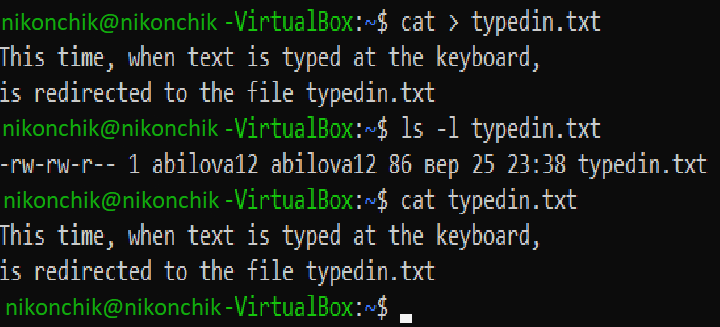 nikonchik@nikonchik -VirtualBox:~$ cat > typedin.txt
This time, when text is typed at the keyboard,
is redirected to the file typedin.txt
nikonchik@nikonchik -VirtualBox:~$ ls -l typedin.txt
-rw-rw-r-- 1 abilova12 abilova12 86 вер 25 23:38 typedin.txt
nikonchik@nikonchik -VirtualBox:~$ cat typedin.txt
This time, when text is typed at the keyboard,
is redirected to the file typedin.txt
nikonchik@nikonchik -VirtualBox:~$